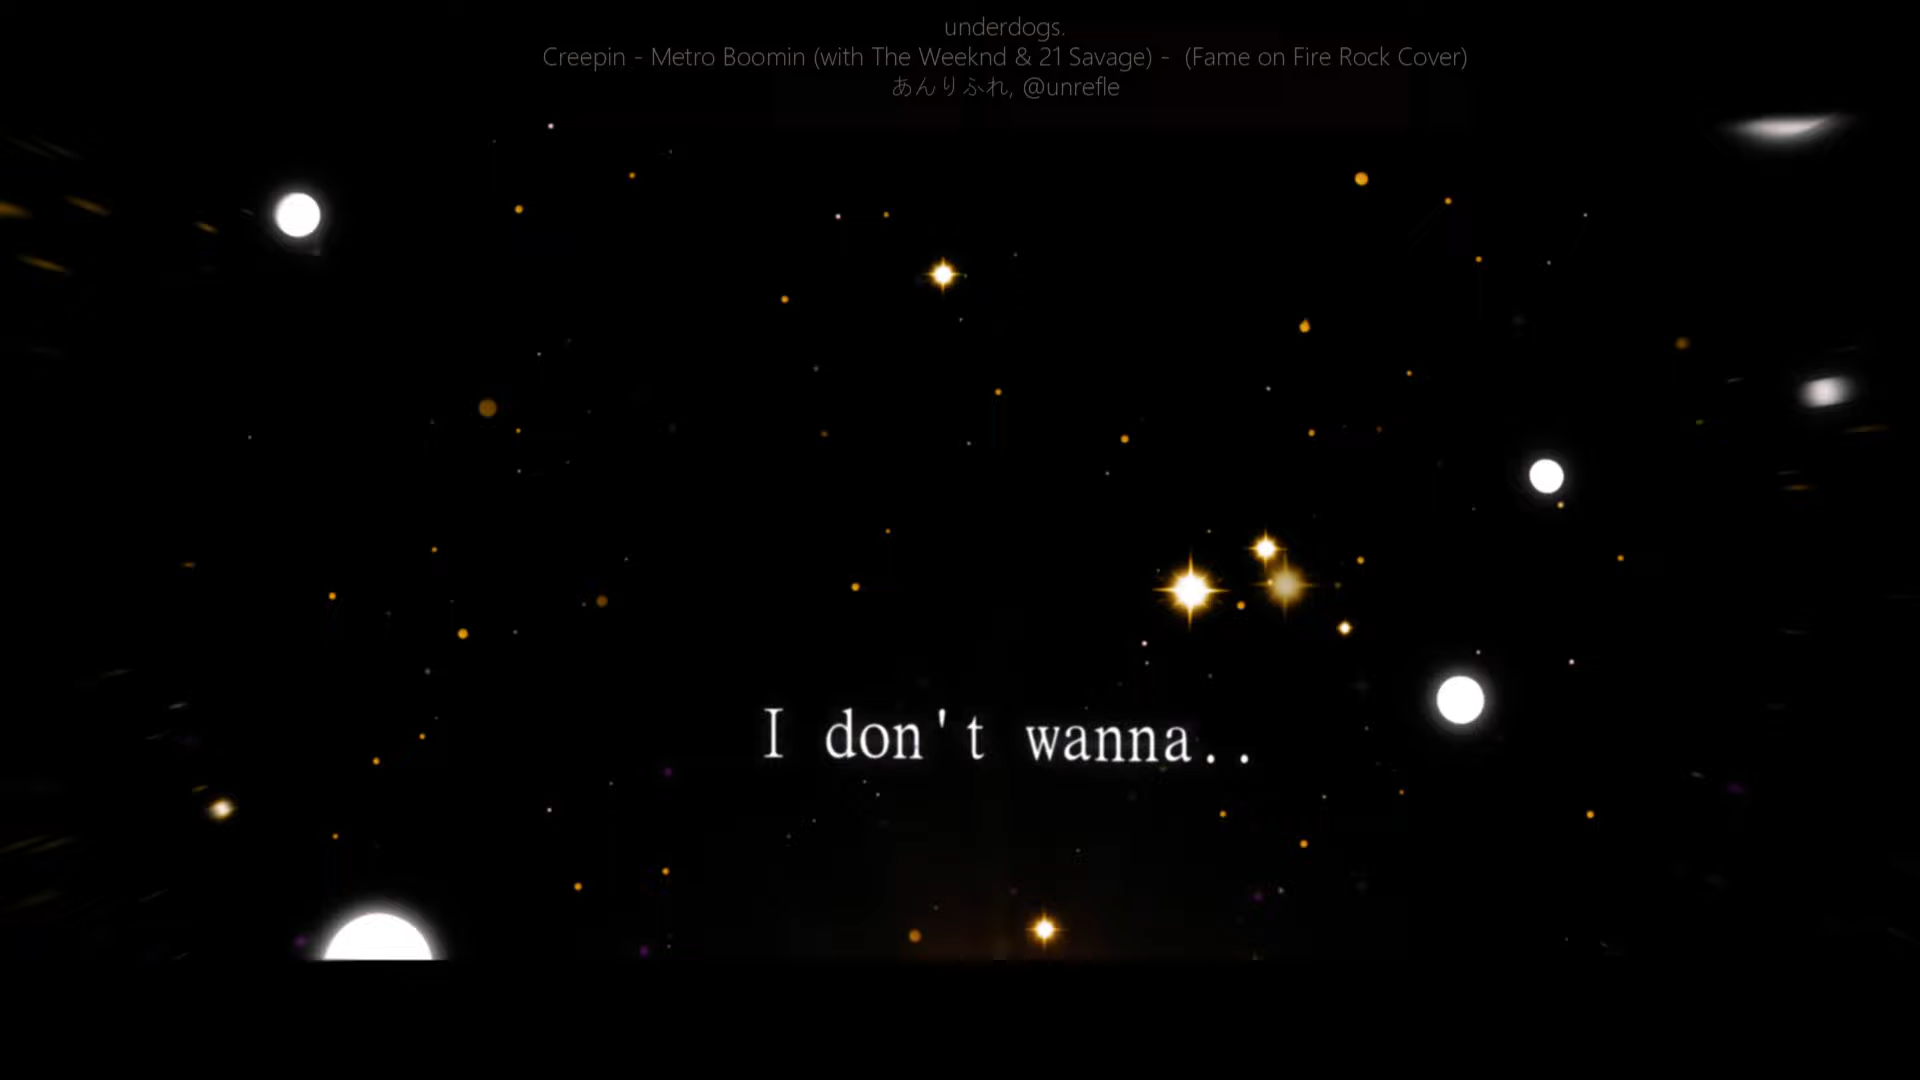 underdogs.
Creepin - Metro Boomin (with The Weeknd & 21 Savage) -  (Fame on Fire Rock Cover)
あんりふれ, @unrefle
I don't wanna..